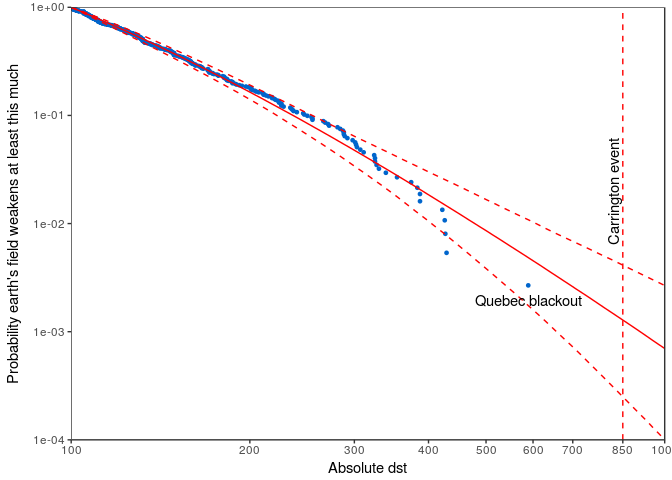 1e+00
1e-01
1e-02
1e-03
1e-04
Probability earth's field weakens at least this much
Carrington event
Quebec blackout
100
200
300
400
500
600
700
850
100
Absolute dst